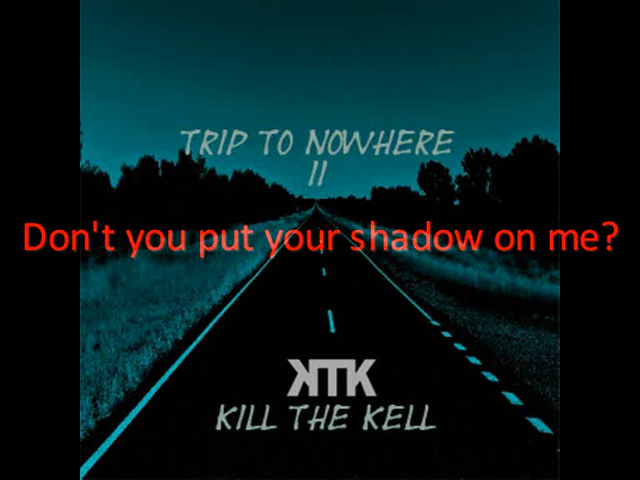 TRIP TO NOWHERE
II
Don't you put your shadow on me?
KTK
KILL THE KELL